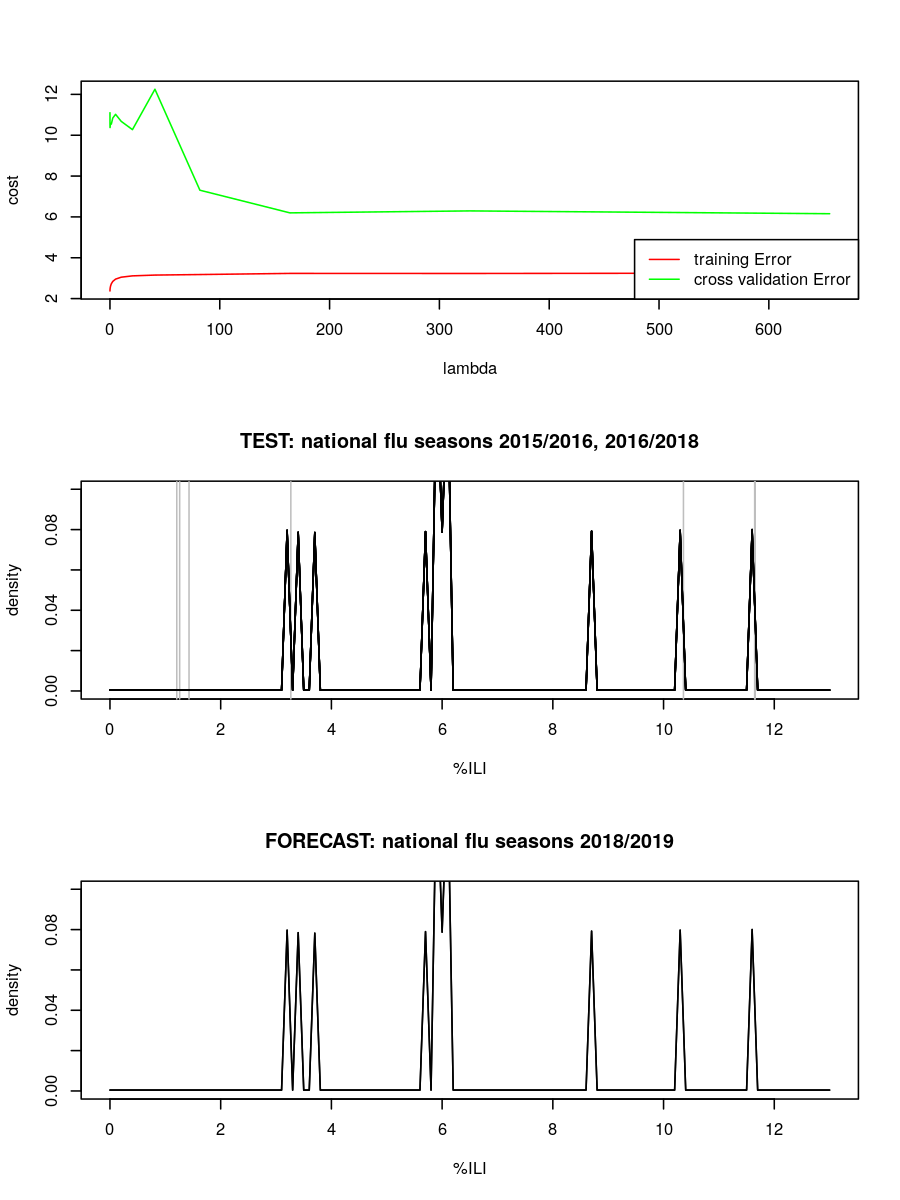 12
10
8
6
4
2
cost
training Error
cross validation Error
0 100 200 300 400 500 600
lambda
TEST: national flu seasons 2015/2016, 2016/2018
0.08
0.04
0.00
density
0 2 4 6 8 10 12
%ILI
FORECAST: national flu seasons 2018/2019
0.08
0.04
0.00
density
0 2 4 6 8 10 12
%ILI